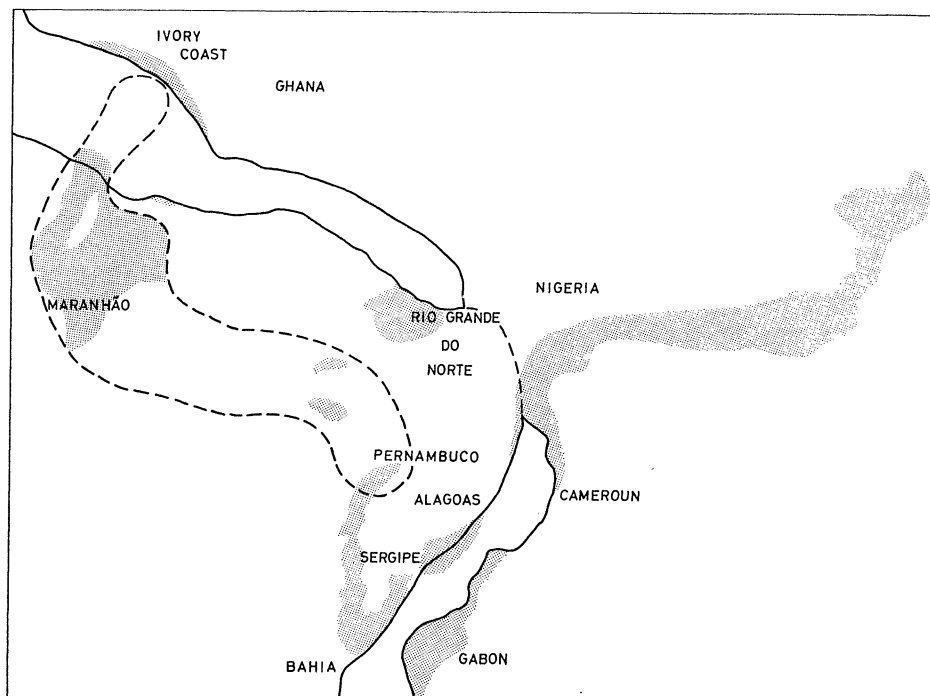 IVORY
COAST
GHANA
NIGERIA
MARANHÃO
RIO GRANDE
DO
NORTE
PERNAMBUCO
ALAGOAS
CAMEROUN
SERGIPE
BAHIA
GABON